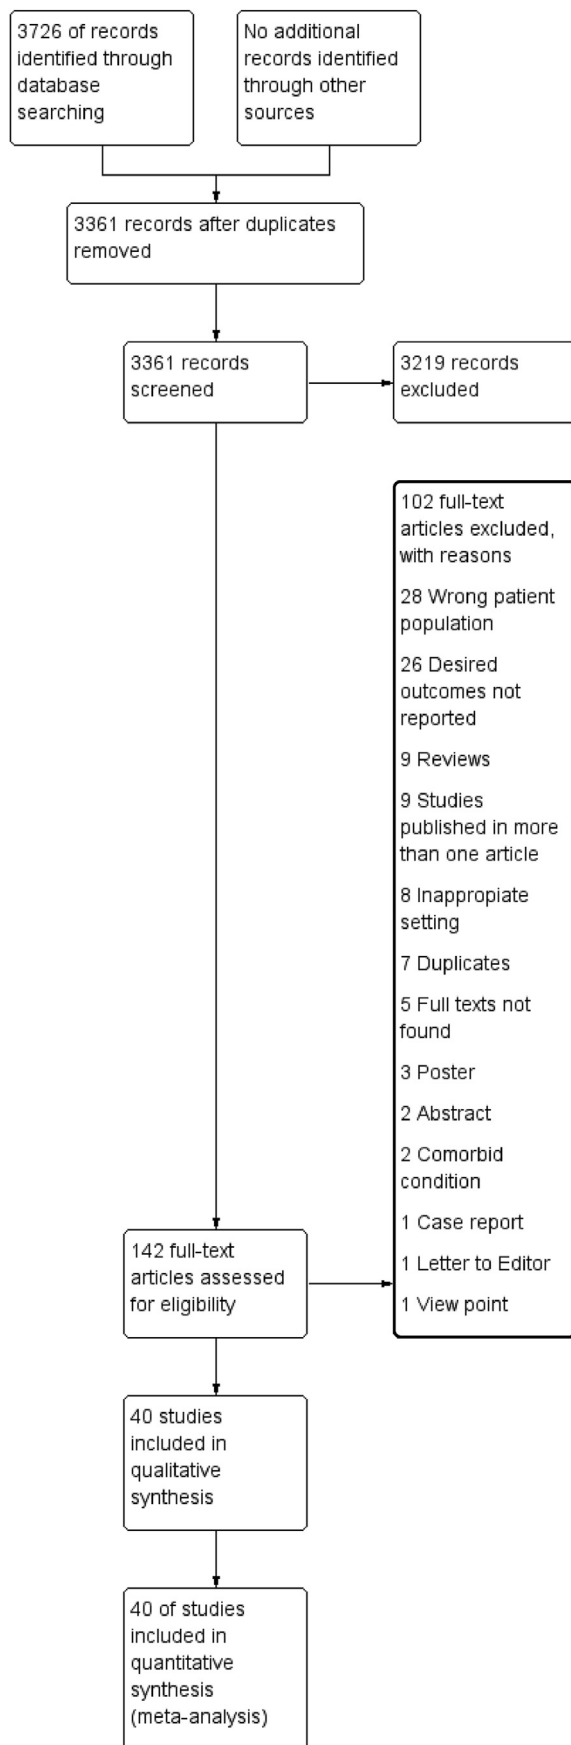 3726 of records
identified through
database
searching
No additional
records identified
through other
sources
3361 records after duplicates
removed
3361 records
screened
3219 records
excluded
102 full-text
articles excluded,
with reasons
28 Wrong patient
population
26 Desired
outcomes not
reported
9 Reviews
9 Studies
published in more
than one article
8 Inappropiate
setting
7 Duplicates
5 Full texts not
found
3 Poster
2 Abstract
2 Comorbid
condition
1 Case report
1 Letter to Editor
1 View point
142 full-text
articles assessed
for eligibility
40 studies
included in
qualitative
synthesis
40 of studies
included in
quantitative
synthesis
(meta-analysis)